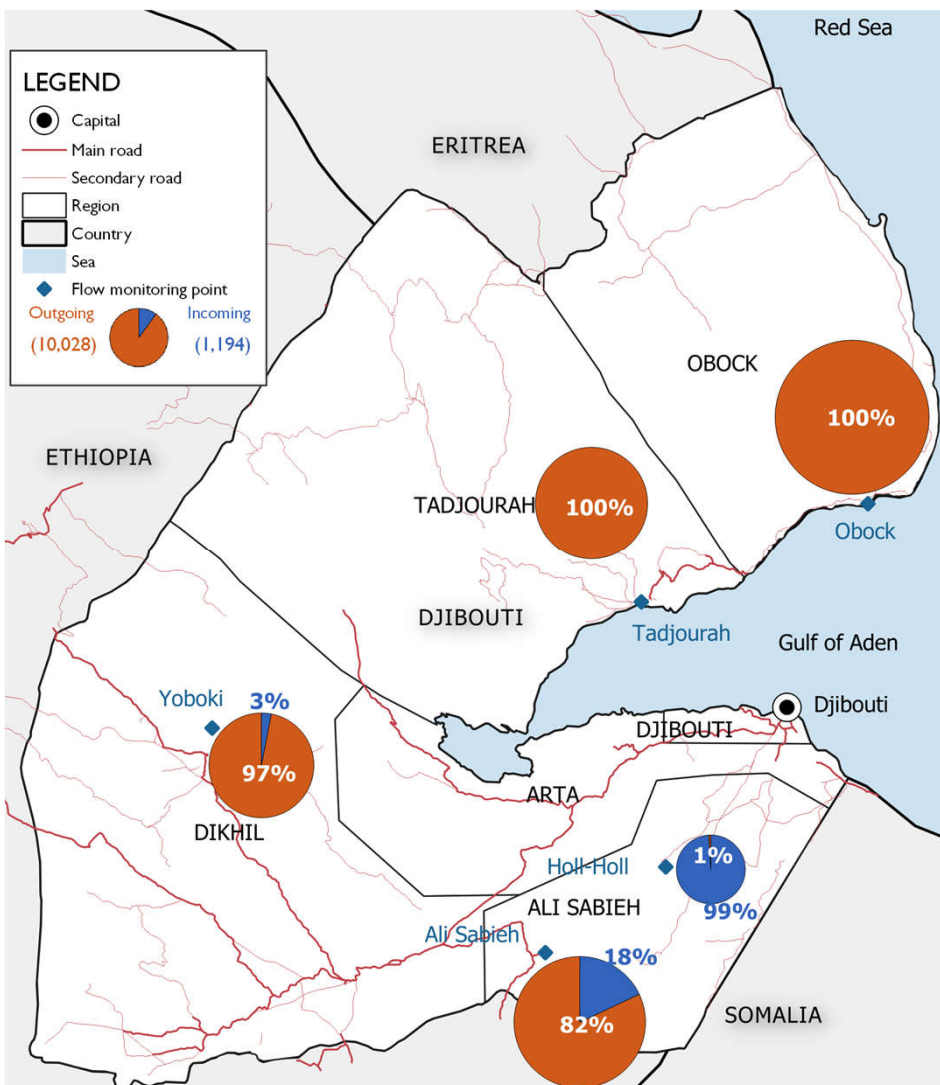 Red Sea
LEGEND
Capital
Main road
Secondary road
Region
Country
Sea
Flow monitoring point
Outgoing
Incoming
(10,028)
(1,194)
ERITREA
OBOCK
100%
ETHIOPIA
TADJOURAH
100%
Obock
DJIBOUTI
Tadjourah
Gulf of Aden
Yoboki
3%
97%
DIKHIL
Djibouti
DJIBOUTI
ARTA
Holl-Holl
1%
99%
ALI SABIEH
Ali Sabieh
18%
82%
SOMALIA